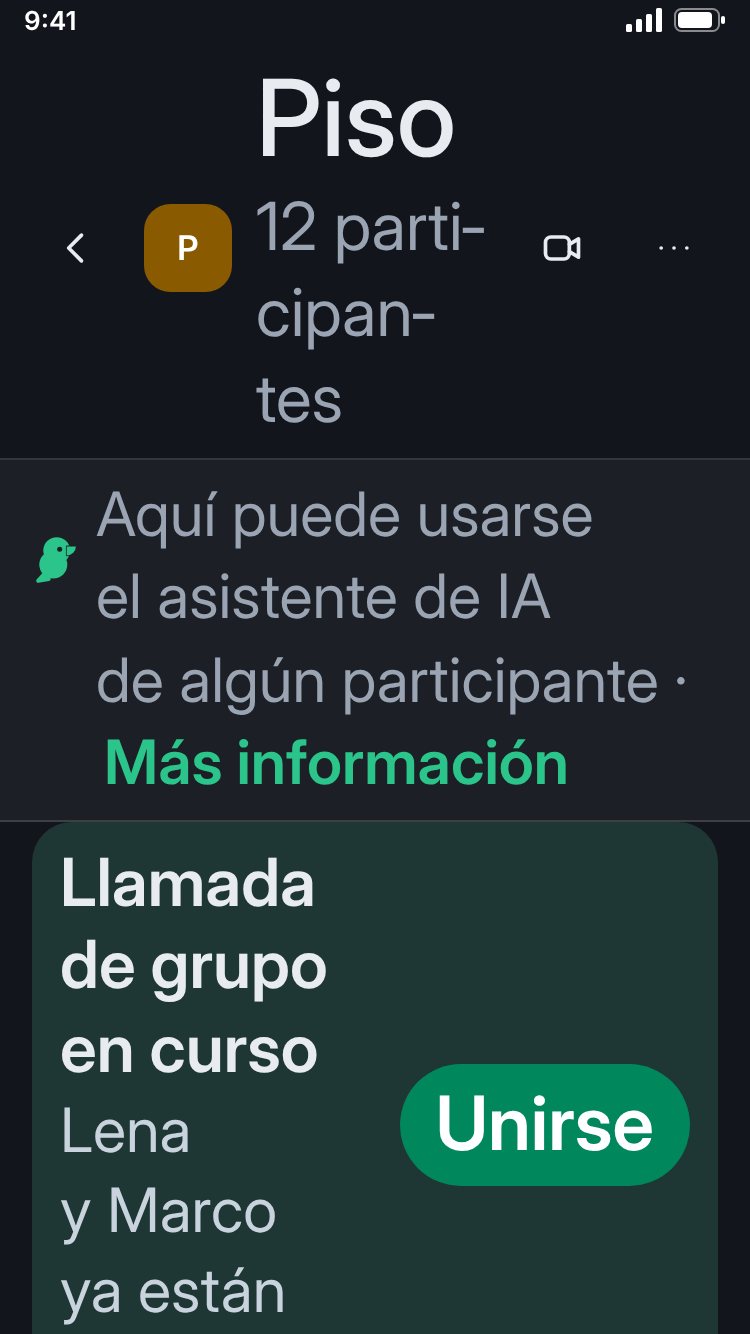 9:41
Piso
P
12 parti-
cipan-
tes
Aquí puede usarse
el asistente de IA
de algún participante ·
Más información
Llamada
de grupo
en curso
Lena
y Marco
ya están
Unirse